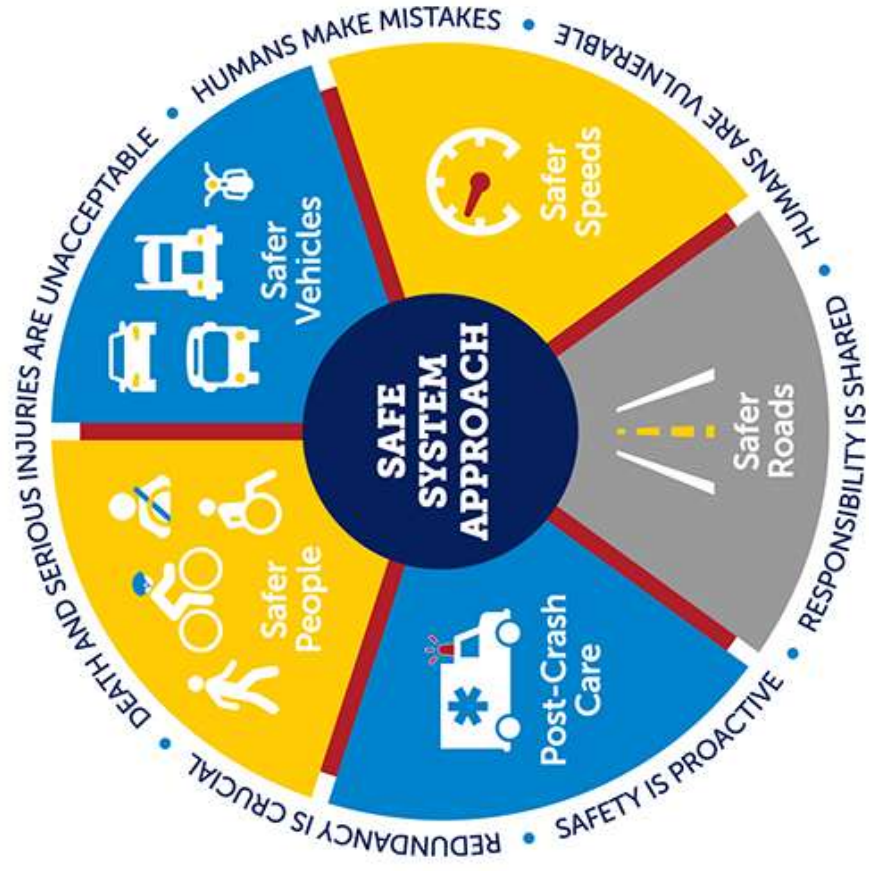 SAFE
SYSTEM
APPROACH
Safer
People
Safer
Vehicles
Safer
Speeds
Safer
Roads
Post-Crash
Care
DEATH AND SERIOUS INJURIES ARE UNACCEPTABLE •
HUMANS MAKE MISTAKES •
HUMANS ARE VULNERABLE •
RESPONSIBILITY IS SHARED •
SAFETY IS PROACTIVE •
REDUNDANCY IS CRUCIAL •